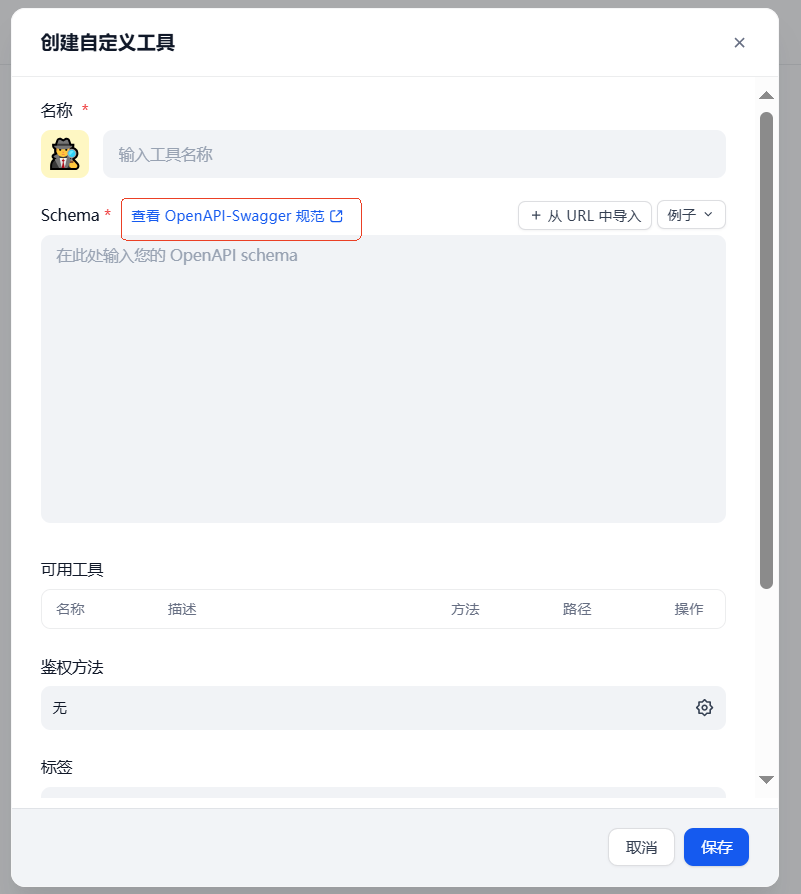 创建自定义工具
名称 *
输入工具名称
Schema * 查看 OpenAPI-Swagger 规范 + 从 URL 中导入 例子
在此处输入您的 OpenAPI schema
可用工具
名称 描述 方法 路径 操作
鉴权方法
无
标签
取消 保存